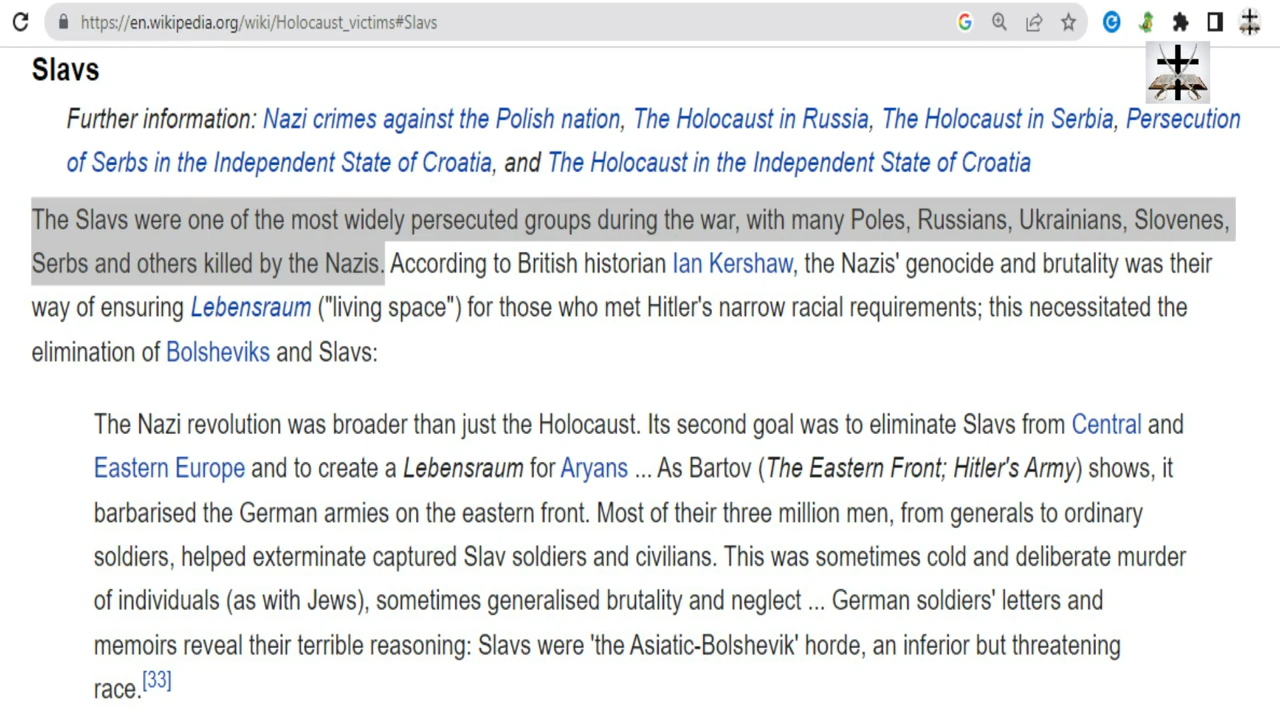 https://en.wikipedia.org/wiki/Holocaust_victims#Slavs
Slavs
Further information: Nazi crimes against the Polish nation, The Holocaust in Russia, The Holocaust in Serbia, Persecution
of Serbs in the Independent State of Croatia, and The Holocaust in the Independent State of Croatia
The Slavs were one of the most widely persecuted groups during the war, with many Poles, Russians, Ukrainians, Slovenes,
Serbs and others killed by the Nazis. According to British historian Ian Kershaw, the Nazis' genocide and brutality was their
way of ensuring Lebensraum ("living space") for those who met Hitler's narrow racial requirements; this necessitated the
elimination of Bolsheviks and Slavs:
The Nazi revolution was broader than just the Holocaust. Its second goal was to eliminate Slavs from Central and
Eastern Europe and to create a Lebensraum for Aryans ... As Bartov (The Eastern Front; Hitler's Army) shows, it
barbarised the German armies on the eastern front. Most of their three million men, from generals to ordinary
soldiers, helped exterminate captured Slav soldiers and civilians. This was sometimes cold and deliberate murder
of individuals (as with Jews), sometimes generalised brutality and neglect ... German soldiers' letters and
memoirs reveal their terrible reasoning: Slavs were 'the Asiatic-Bolshevik' horde, an inferior but threatening
race.[33]